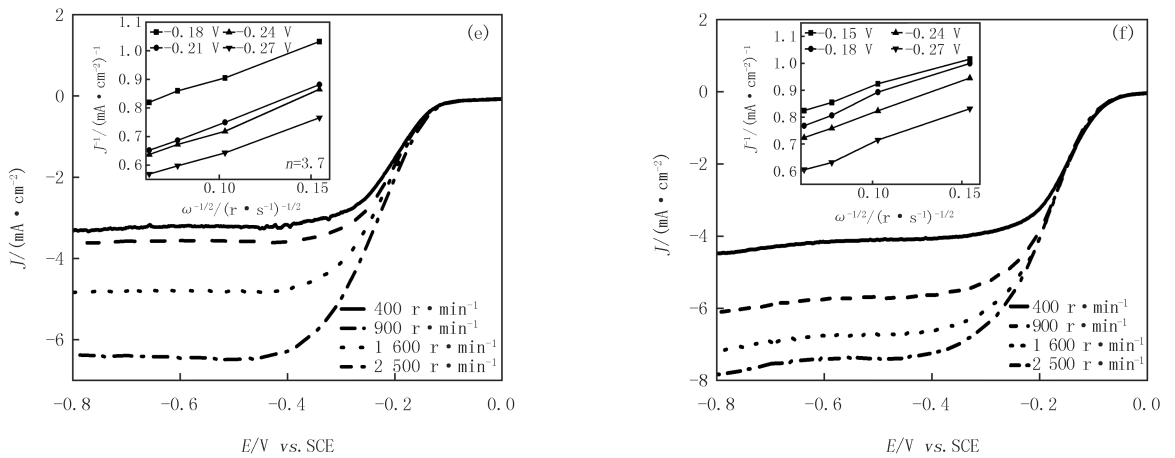 (e)
2
0
-2
-4
-6
J/(mA·cm⁻²)
-0.8
-0.6
-0.4
-0.2
0.0
E/V vs.SCE
400 r·min⁻¹
900 r·min⁻¹
1 600 r·min⁻¹
2 500 r·min⁻¹
-0.18 V -0.24 V
-0.21 V -0.27 V
1.1
1.0
0.9
0.8
0.7
0.6
J⁻¹/(mA·cm⁻²)⁻¹
n=3.7
0.10
0.15
ω⁻¹/²/(r·s⁻¹)⁻¹/²
(f)
2
0
-2
-4
-6
-8
J/(mA·cm⁻²)
-0.8
-0.6
-0.4
-0.2
0.0
E/V vs.SCE
400 r·min⁻¹
900 r·min⁻¹
1 600 r·min⁻¹
2 500 r·min⁻¹
-0.15 V -0.24 V
-0.18 V -0.27 V
1.1
1.0
0.9
0.8
0.7
0.6
J⁻¹/(mA·cm⁻²)⁻¹
0.10
0.15
ω⁻¹/²/(r·s⁻¹)⁻¹/²